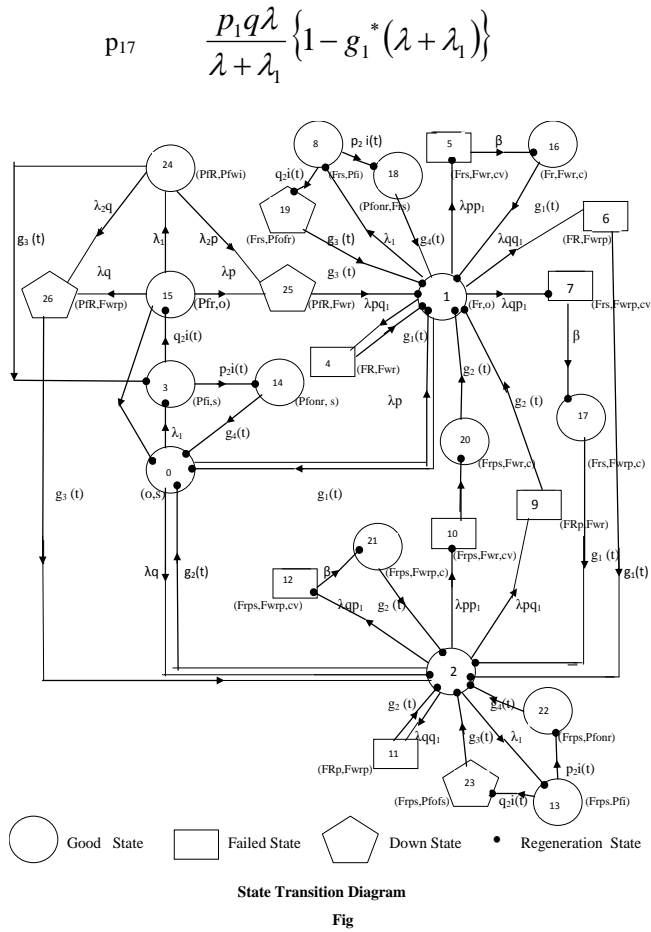 p₁₇ p₁qλ / λ + λ₁ {1 − g₁*(λ + λ₁)}
24
(PfR,Pfwi)
8
(Frs,Pfi)
p₂ i(t)
18
(Pfonr,Frs)
5
β
(Frs,Fwr,cv)
16
(Fr,Fwr,c)
q₂i(t)
19
(Frs,Pfofr)
g₃ (t)
λ₂q
λ₁
λ₂p
g₃ (t)
g₄(t)
λ₁
λpp₁
g₁(t)
λqq₁
6
(FR,Fwrp)
26
(PfR,Fwrp)
λq
15
(Pfr,o)
λp
25
(PfR,Fwr)
g₃ (t)
λpq₁
1
(Fr,o)
λqp₁
7
(Frs,Fwrp,cv
q₂i(t)
4
(FR,Fwr)
g₁(t)
β
3
(Pfi,s)
p₂i(t)
14
(Pfonr, s)
λp
g₂ (t)
g₂ (t)
17
(Frs,Fwrp,c)
λ₁
g₄(t)
20
(Frps,Fwr,c)
0
(o,s)
g₁(t)
g₃ (t)
9
(FRp,Fwr)
21
(Frps,Fwrp,c)
10
(Frps,Fwr,cv)
g₁ (t)
g₁(t)
λq
g₂(t)
12
(Frps,Fwrp,cv)
β
λqp₁
g₂ (t)
λpp₁
λpq₁
2
g₂ (t)
λqq₁
11
(FRp,Fwrp)
g₃(t)
λ₁
g₄(t)
22
(Frps,Pfonr)
23
(Frps,Pfofs)
q₂i(t)
p₂i(t)
13
(Frps.Pfi)
Good State
Failed State
Down State
Regeneration State
State Transition Diagram
Fig